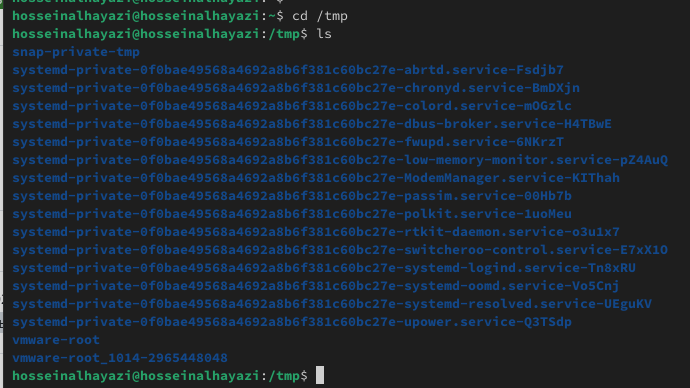 hosseinalhayazi@hosseinalhayazi:~$ cd /tmp
hosseinalhayazi@hosseinalhayazi:/tmp$ ls
snap-private-tmp
systemd-private-0f0bae49568a4692a8b6f381c60bc27e-abrtd.service-Fsdjb7
systemd-private-0f0bae49568a4692a8b6f381c60bc27e-chronyd.service-BmDXjn
systemd-private-0f0bae49568a4692a8b6f381c60bc27e-colord.service-mOGzlc
systemd-private-0f0bae49568a4692a8b6f381c60bc27e-dbus-broker.service-H4TBwE
systemd-private-0f0bae49568a4692a8b6f381c60bc27e-fwupd.service-6NKrzT
systemd-private-0f0bae49568a4692a8b6f381c60bc27e-low-memory-monitor.service-pZ4AuQ
systemd-private-0f0bae49568a4692a8b6f381c60bc27e-ModemManager.service-KIThah
systemd-private-0f0bae49568a4692a8b6f381c60bc27e-passim.service-00Hb7b
systemd-private-0f0bae49568a4692a8b6f381c60bc27e-polkit.service-1uoMeu
systemd-private-0f0bae49568a4692a8b6f381c60bc27e-rtkit-daemon.service-o3u1x7
systemd-private-0f0bae49568a4692a8b6f381c60bc27e-switcheroo-control.service-E7xX1O
systemd-private-0f0bae49568a4692a8b6f381c60bc27e-systemd-logind.service-Tn8xRU
systemd-private-0f0bae49568a4692a8b6f381c60bc27e-systemd-oomd.service-Vo5Cnj
systemd-private-0f0bae49568a4692a8b6f381c60bc27e-systemd-resolved.service-UEguKV
systemd-private-0f0bae49568a4692a8b6f381c60bc27e-upower.service-Q3TSdp
vmware-root
vmware-root_1014-2965448048
hosseinalhayazi@hosseinalhayazi:/tmp$